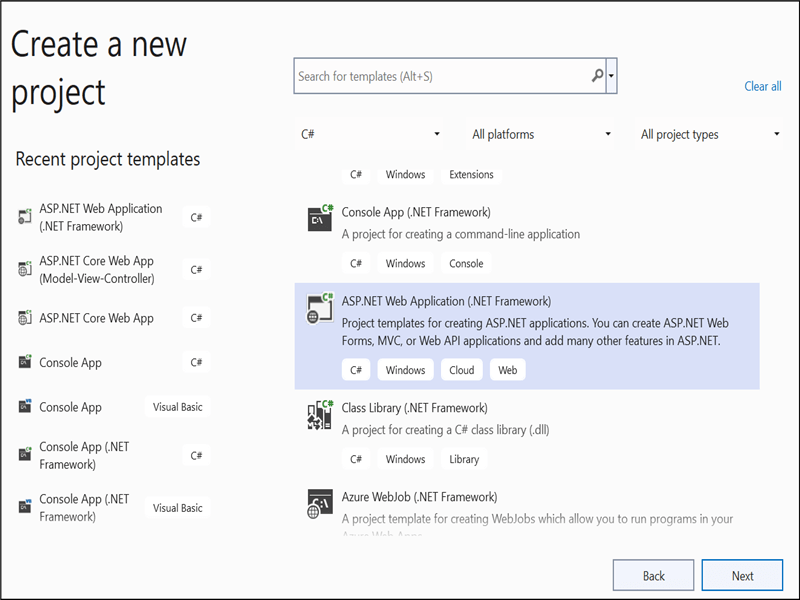 Create a new
project
Search for templates (Alt+S)
Clear all
C#
All platforms
All project types
Recent project templates
ASP.NET Web Application
(.NET Framework)
C#
ASP.NET Core Web App
(Model-View-Controller)
C#
ASP.NET Core Web App
C#
Console App
C#
Console App
Visual Basic
Console App (.NET
Framework)
C#
Console App (.NET
Framework)
Visual Basic
C# Windows Extensions
Console App (.NET Framework)
A project for creating a command-line application
C# Windows Console
ASP.NET Web Application (.NET Framework)
Project templates for creating ASP.NET applications. You can create ASP.NET Web
Forms, MVC, or Web API applications and add many other features in ASP.NET.
C# Windows Cloud Web
Class Library (.NET Framework)
A project for creating a C# class library (.dll)
C# Windows Library
Azure WebJob (.NET Framework)
A project template for creating WebJobs which allow you to run programs in your
Back
Next